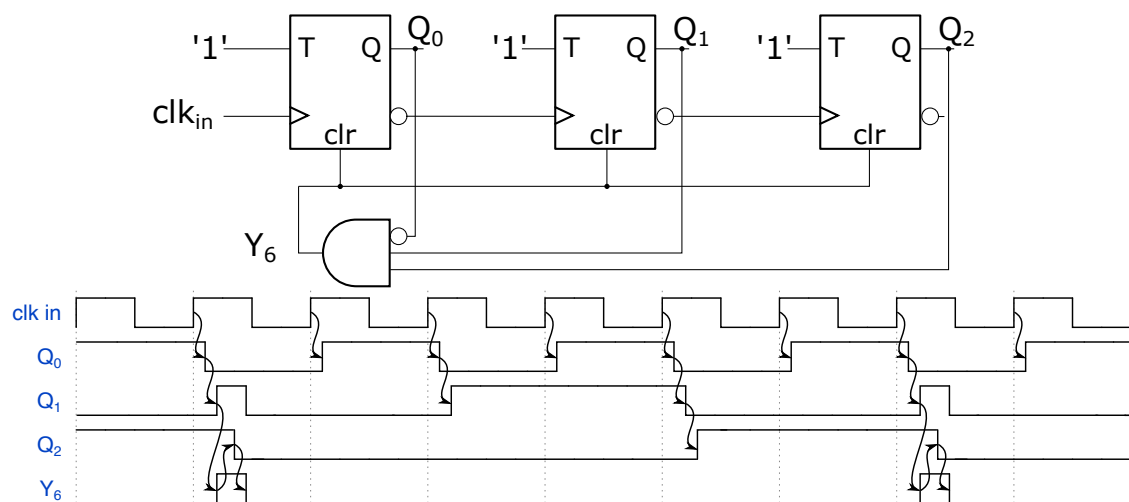 Q₀ Q₁ Q₂
'1' T Q '1' T Q '1' T Q
clkᵢₙ
clr clr clr
Y₆
clk in
Q₀
Q₁
Q₂
Y₆